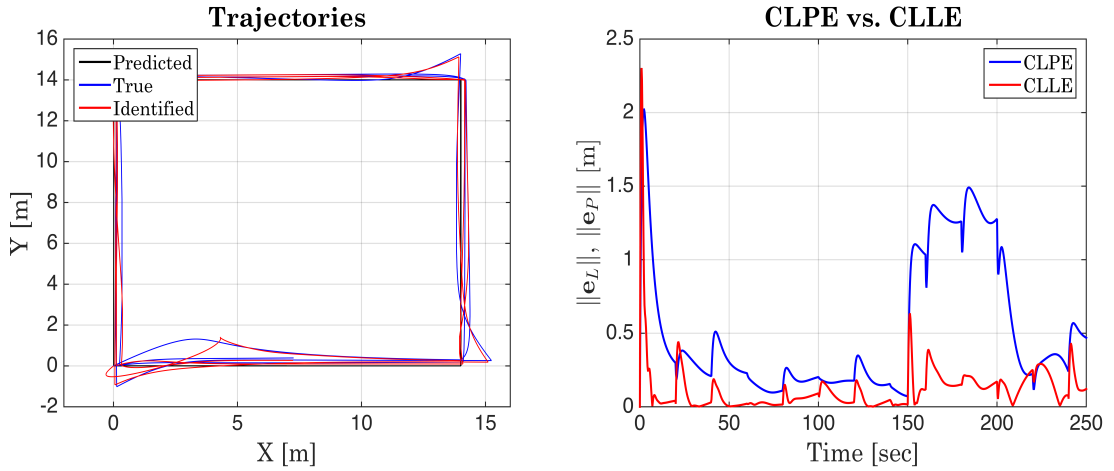 Trajectories
16
14
12
10
8
6
4
2
0
-2
Y [m]
Predicted
True
Identified
0
5
10
15
X [m]
CLPE vs. CLLE
2.5
2
1.5
1
0.5
0
||e_L||, ||e_P|| [m]
CLPE
CLLE
0
50
100
150
200
250
Time [sec]